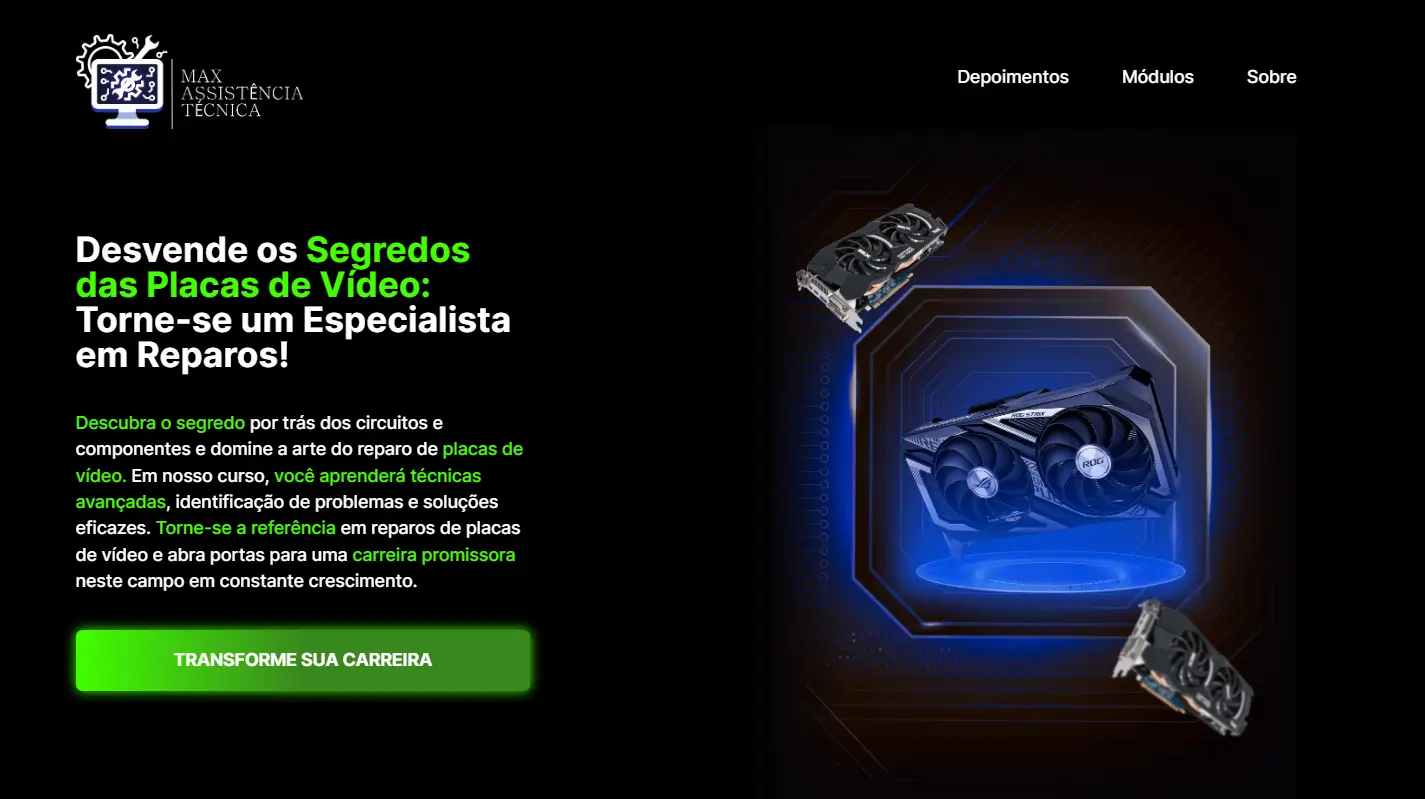 MAX
ASSISTÊNCIA
TÉCNICA
Depoimentos Módulos Sobre
Desvende os Segredos
das Placas de Vídeo:
Torne-se um Especialista
em Reparos!
Descubra o segredo por trás dos circuitos e
componentes e domine a arte do reparo de placas de
vídeo. Em nosso curso, você aprenderá técnicas
avançadas, identificação de problemas e soluções
eficazes. Torne-se a referência em reparos de placas
de vídeo e abra portas para uma carreira promissora
neste campo em constante crescimento.
TRANSFORME SUA CARREIRA
ROG STRIX
ROG